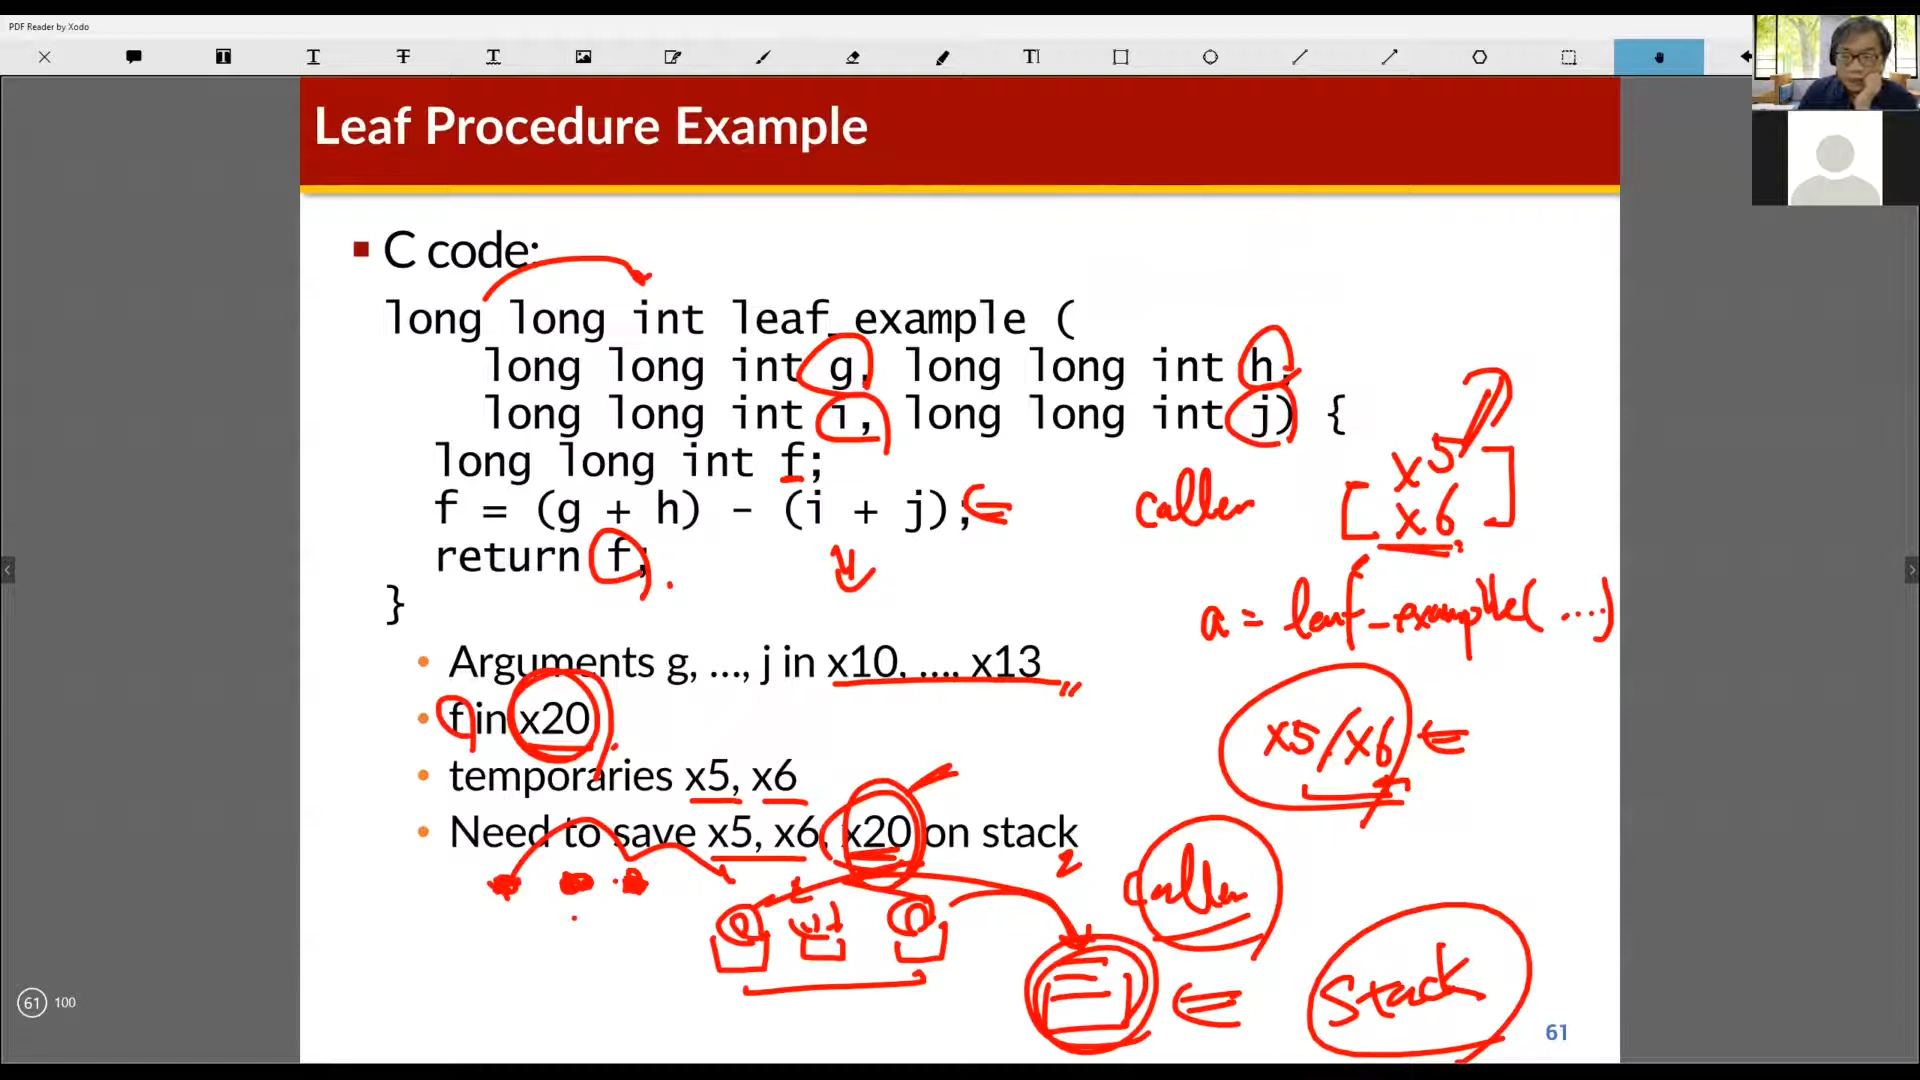 PDF Reader by Xodo
Leaf Procedure Example
C code:
long long int leaf_example (
long long int g, long long int h,
long long int i, long long int j) {
long long int f;
f = (g + h) - (i + j);
return f;
}
x5
x6
caller
a = leaf_example(....)
Arguments g, ..., j in x10, ..., x13
f in x20
temporaries x5, x6
Need to save x5, x6, x20 on stack
x5/x6
caller
stack
61 100
61